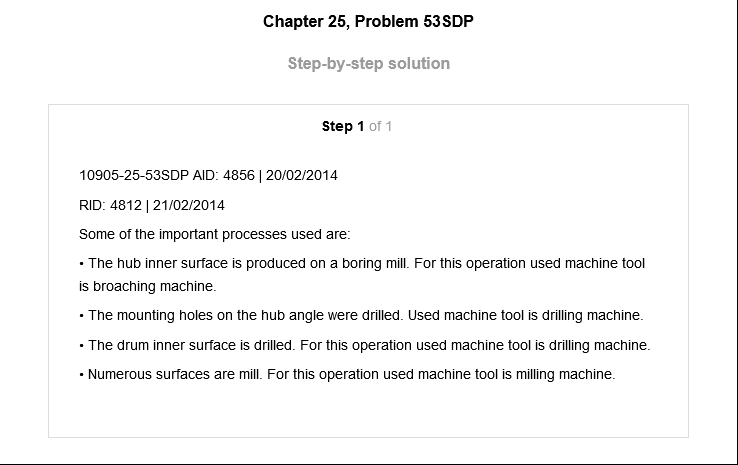 Chapter 25, Problem 53SDP
Step-by-step solution
Step 1 of 1
10905-25-53SDP AID: 4856 | 20/02/2014
RID: 4812 | 21/02/2014
Some of the important processes used are:
• The hub inner surface is produced on a boring mill. For this operation used machine tool
is broaching machine.
• The mounting holes on the hub angle were drilled. Used machine tool is drilling machine.
• The drum inner surface is drilled. For this operation used machine tool is drilling machine.
• Numerous surfaces are mill. For this operation used machine tool is milling machine.